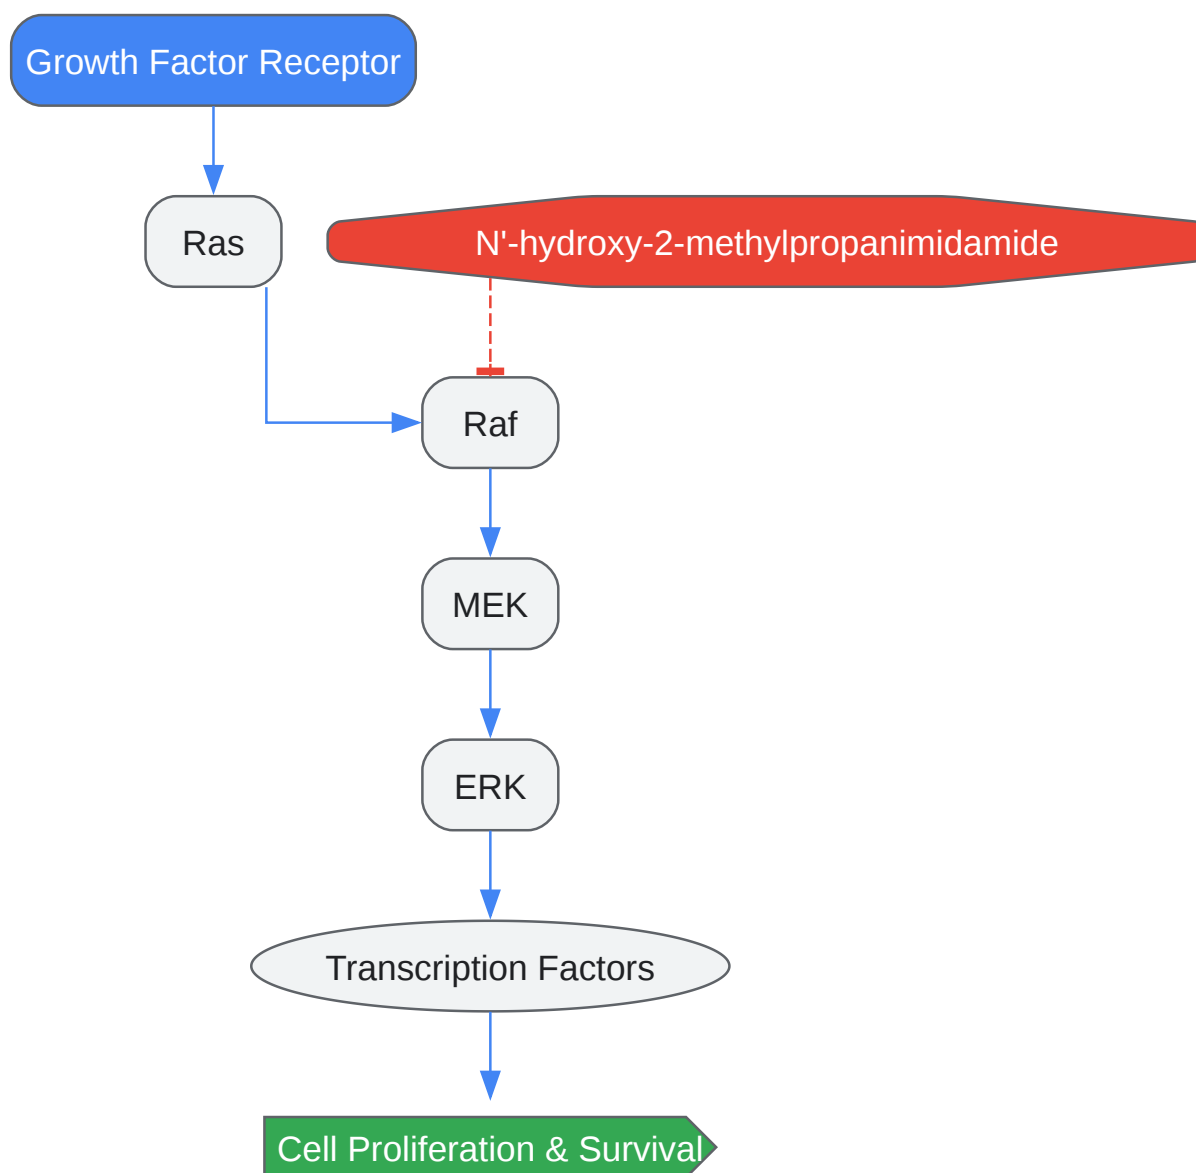 Growth Factor Receptor
Ras
N'-hydroxy-2-methylpropanimidamide
Raf
MEK
ERK
Transcription Factors
Cell Proliferation & Survival